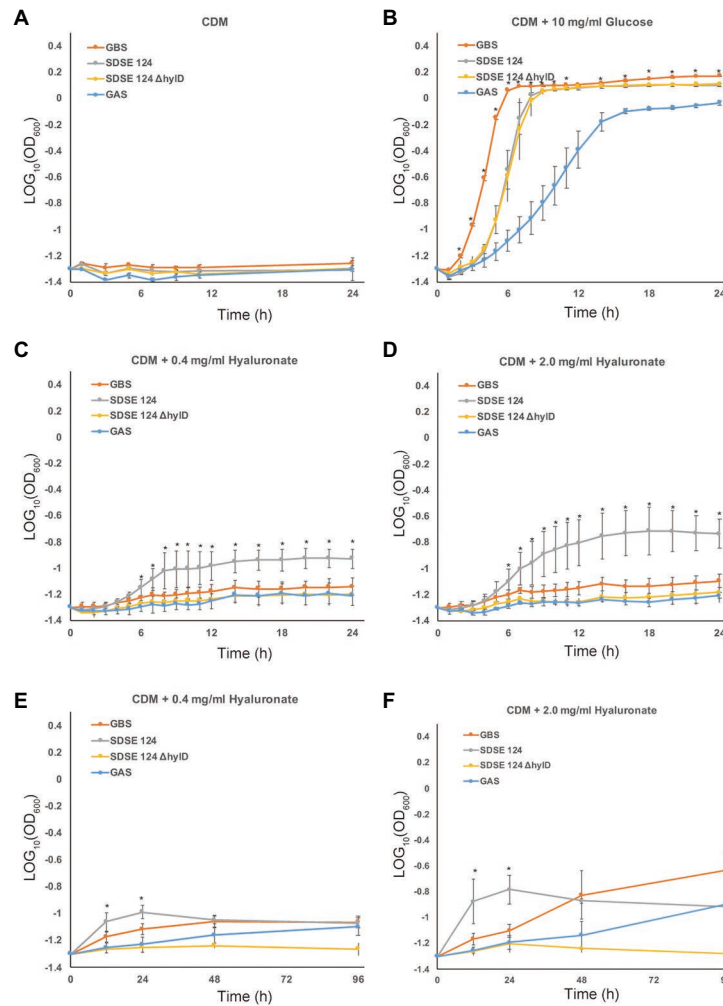 A
CDM
GBS
SDSE 124
SDSE 124 ΔhylD
GAS
LOG10(OD600)
0.4
0.2
0
-0.2
-0.4
-0.6
-0.8
-1
-1.2
-1.4
0 6 12 18 24
Time (h)
B
CDM + 10 mg/ml Glucose
GBS
SDSE 124
SDSE 124 ΔhylD
GAS
LOG10(OD600)
0.4
0.2
0
-0.2
-0.4
-0.6
-0.8
-1
-1.2
-1.4
0 6 12 18 24
Time (h)
C
CDM + 0.4 mg/ml Hyaluronate
GBS
SDSE 124
SDSE 124 ΔhylD
GAS
LOG10(OD600)
0.4
0.2
0
-0.2
-0.4
-0.6
-0.8
-1
-1.2
-1.4
0 6 12 18 24
Time (h)
D
CDM + 2.0 mg/ml Hyaluronate
GBS
SDSE 124
SDSE 124 ΔhylD
GAS
LOG10(OD600)
0.4
0.2
0
-0.2
-0.4
-0.6
-0.8
-1
-1.2
-1.4
0 6 12 18 24
Time (h)
E
CDM + 0.4 mg/ml Hyaluronate
GBS
SDSE 124
SDSE 124 ΔhylD
GAS
LOG10(OD600)
0.4
0.2
0
-0.2
-0.4
-0.6
-0.8
-1
-1.2
-1.4
0 24 48 72 96
Time (h)
F
CDM + 2.0 mg/ml Hyaluronate
GBS
SDSE 124
SDSE 124 ΔhylD
GAS
LOG10(OD600)
0.4
0.2
0
-0.2
-0.4
-0.6
-0.8
-1
-1.2
-1.4
0 24 48 72
Time (h)